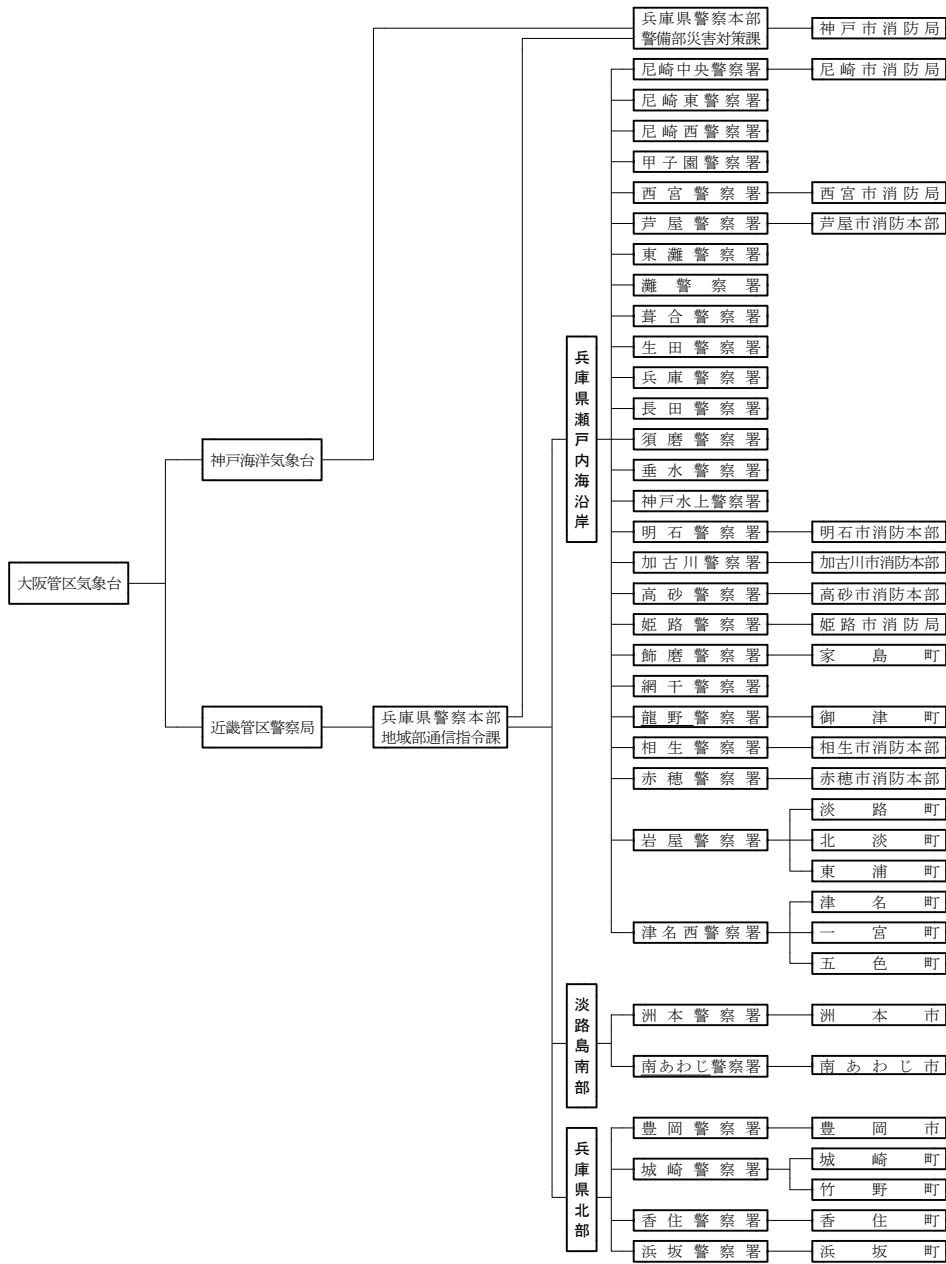 兵庫県警察本部
警備部災害対策課
神戸市消防局
尼崎中央警察署
尼崎市消防局
尼崎東警察署
尼崎西警察署
甲子園警察署
西宮警察署
西宮市消防局
芦屋警察署
芦屋市消防本部
東灘警察署
灘警察署
葺合警察署
生田警察署
兵庫警察署
長田警察署
須磨警察署
垂水警察署
神戸水上警察署
明石警察署
明石市消防本部
加古川警察署
加古川市消防本部
高砂警察署
高砂市消防本部
姫路警察署
姫路市消防局
飾磨警察署
家島町
網干警察署
龍野警察署
御津町
相生警察署
相生市消防本部
赤穂警察署
赤穂市消防本部
岩屋警察署
淡路町
北淡町
東浦町
津名西警察署
津名町
一宮町
五色町
兵庫県瀬戸内海沿岸
神戸海洋気象台
大阪管区気象台
近畿管区警察局
兵庫県警察本部
地域部通信指令課
淡路島南部
洲本警察署
洲本市
南あわじ警察署
南あわじ市
兵庫県北部
豊岡警察署
豊岡市
城崎警察署
城崎町
竹野町
香住警察署
香住町
浜坂警察署
浜坂町